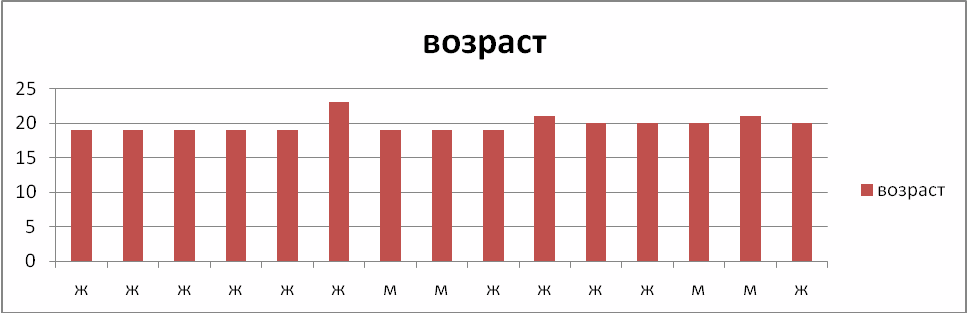 возраст
25
20
15
10
5
0
ж ж ж ж ж ж м м ж ж ж ж м м ж
возраст